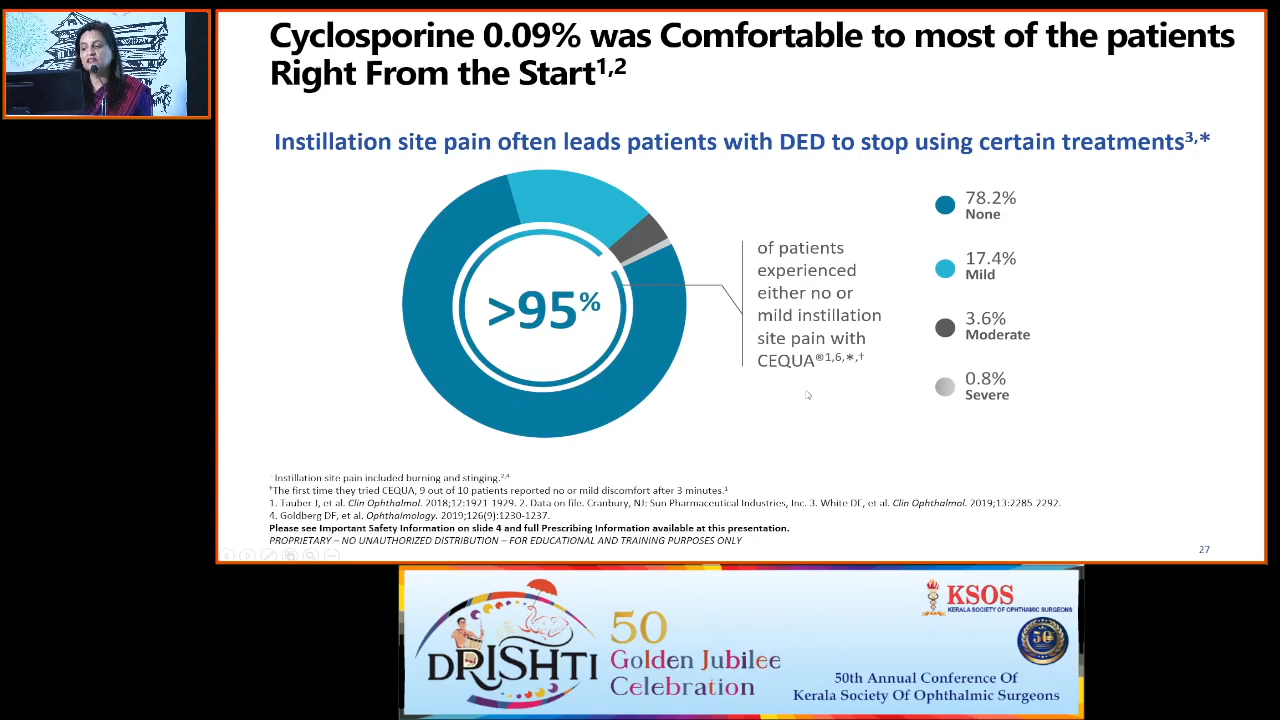 Cyclosporine 0.09% was Comfortable to most of the patients
Right From the Start1,2
Instillation site pain often leads patients with DED to stop using certain treatments3,*
>95%
of patients
experienced
either no or
mild instillation
site pain with
CEQUA®1,6,*,†
78.2%
None
17.4%
Mild
3.6%
Moderate
0.8%
Severe
Instillation site pain included burning and stinging.2,4
†The first time they tried CEQUA, 9 out of 10 patients reported no or mild discomfort after 3 minutes.1
1. Tauber J, et al. Clin Ophthalmol. 2018;12:1921-1929. 2. Data on file. Cranbury, NJ: Sun Pharmaceutical Industries, Inc. 3. White DE, et al. Clin Ophthalmol. 2019;13:2285-2292.
4. Goldberg DF, et al. Ophthalmology. 2019;126(9):1230-1237.
Please see Important Safety Information on slide 4 and full Prescribing Information available at this presentation.
PROPRIETARY – NO UNAUTHORIZED DISTRIBUTION – FOR EDUCATIONAL AND TRAINING PURPOSES ONLY
27
DRISHTI
50
Golden Jubilee
Celebration
KSOS
KERALA SOCIETY OF OPHTHAMIC SURGEONS
50
50th Annual Conference Of
Kerala Society Of Ophthalmic Surgeons